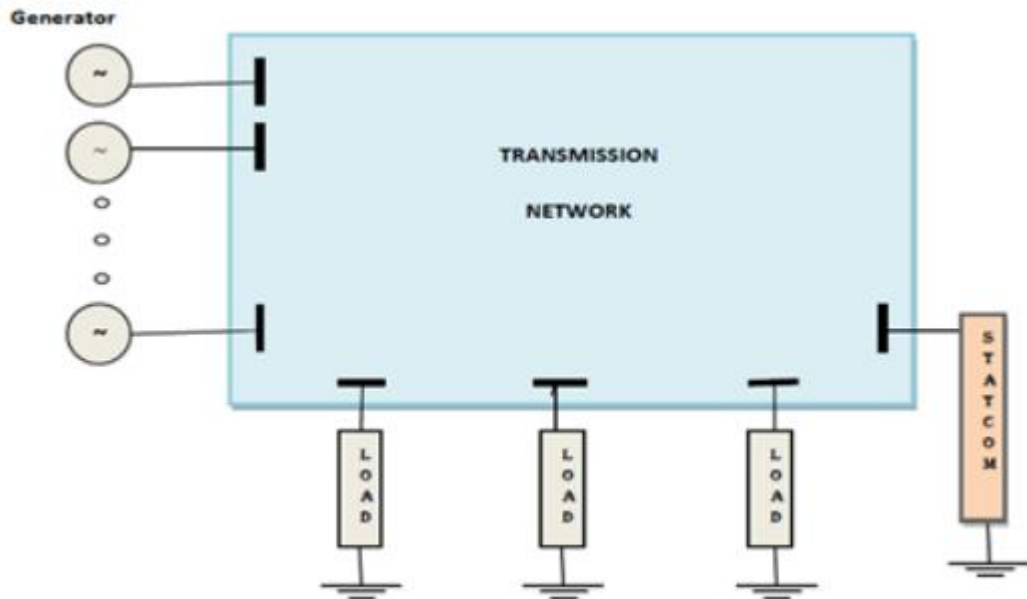 Generator
~
~
TRANSMISSION
NETWORK
~
STATCOM
LOAD
LOAD
LOAD